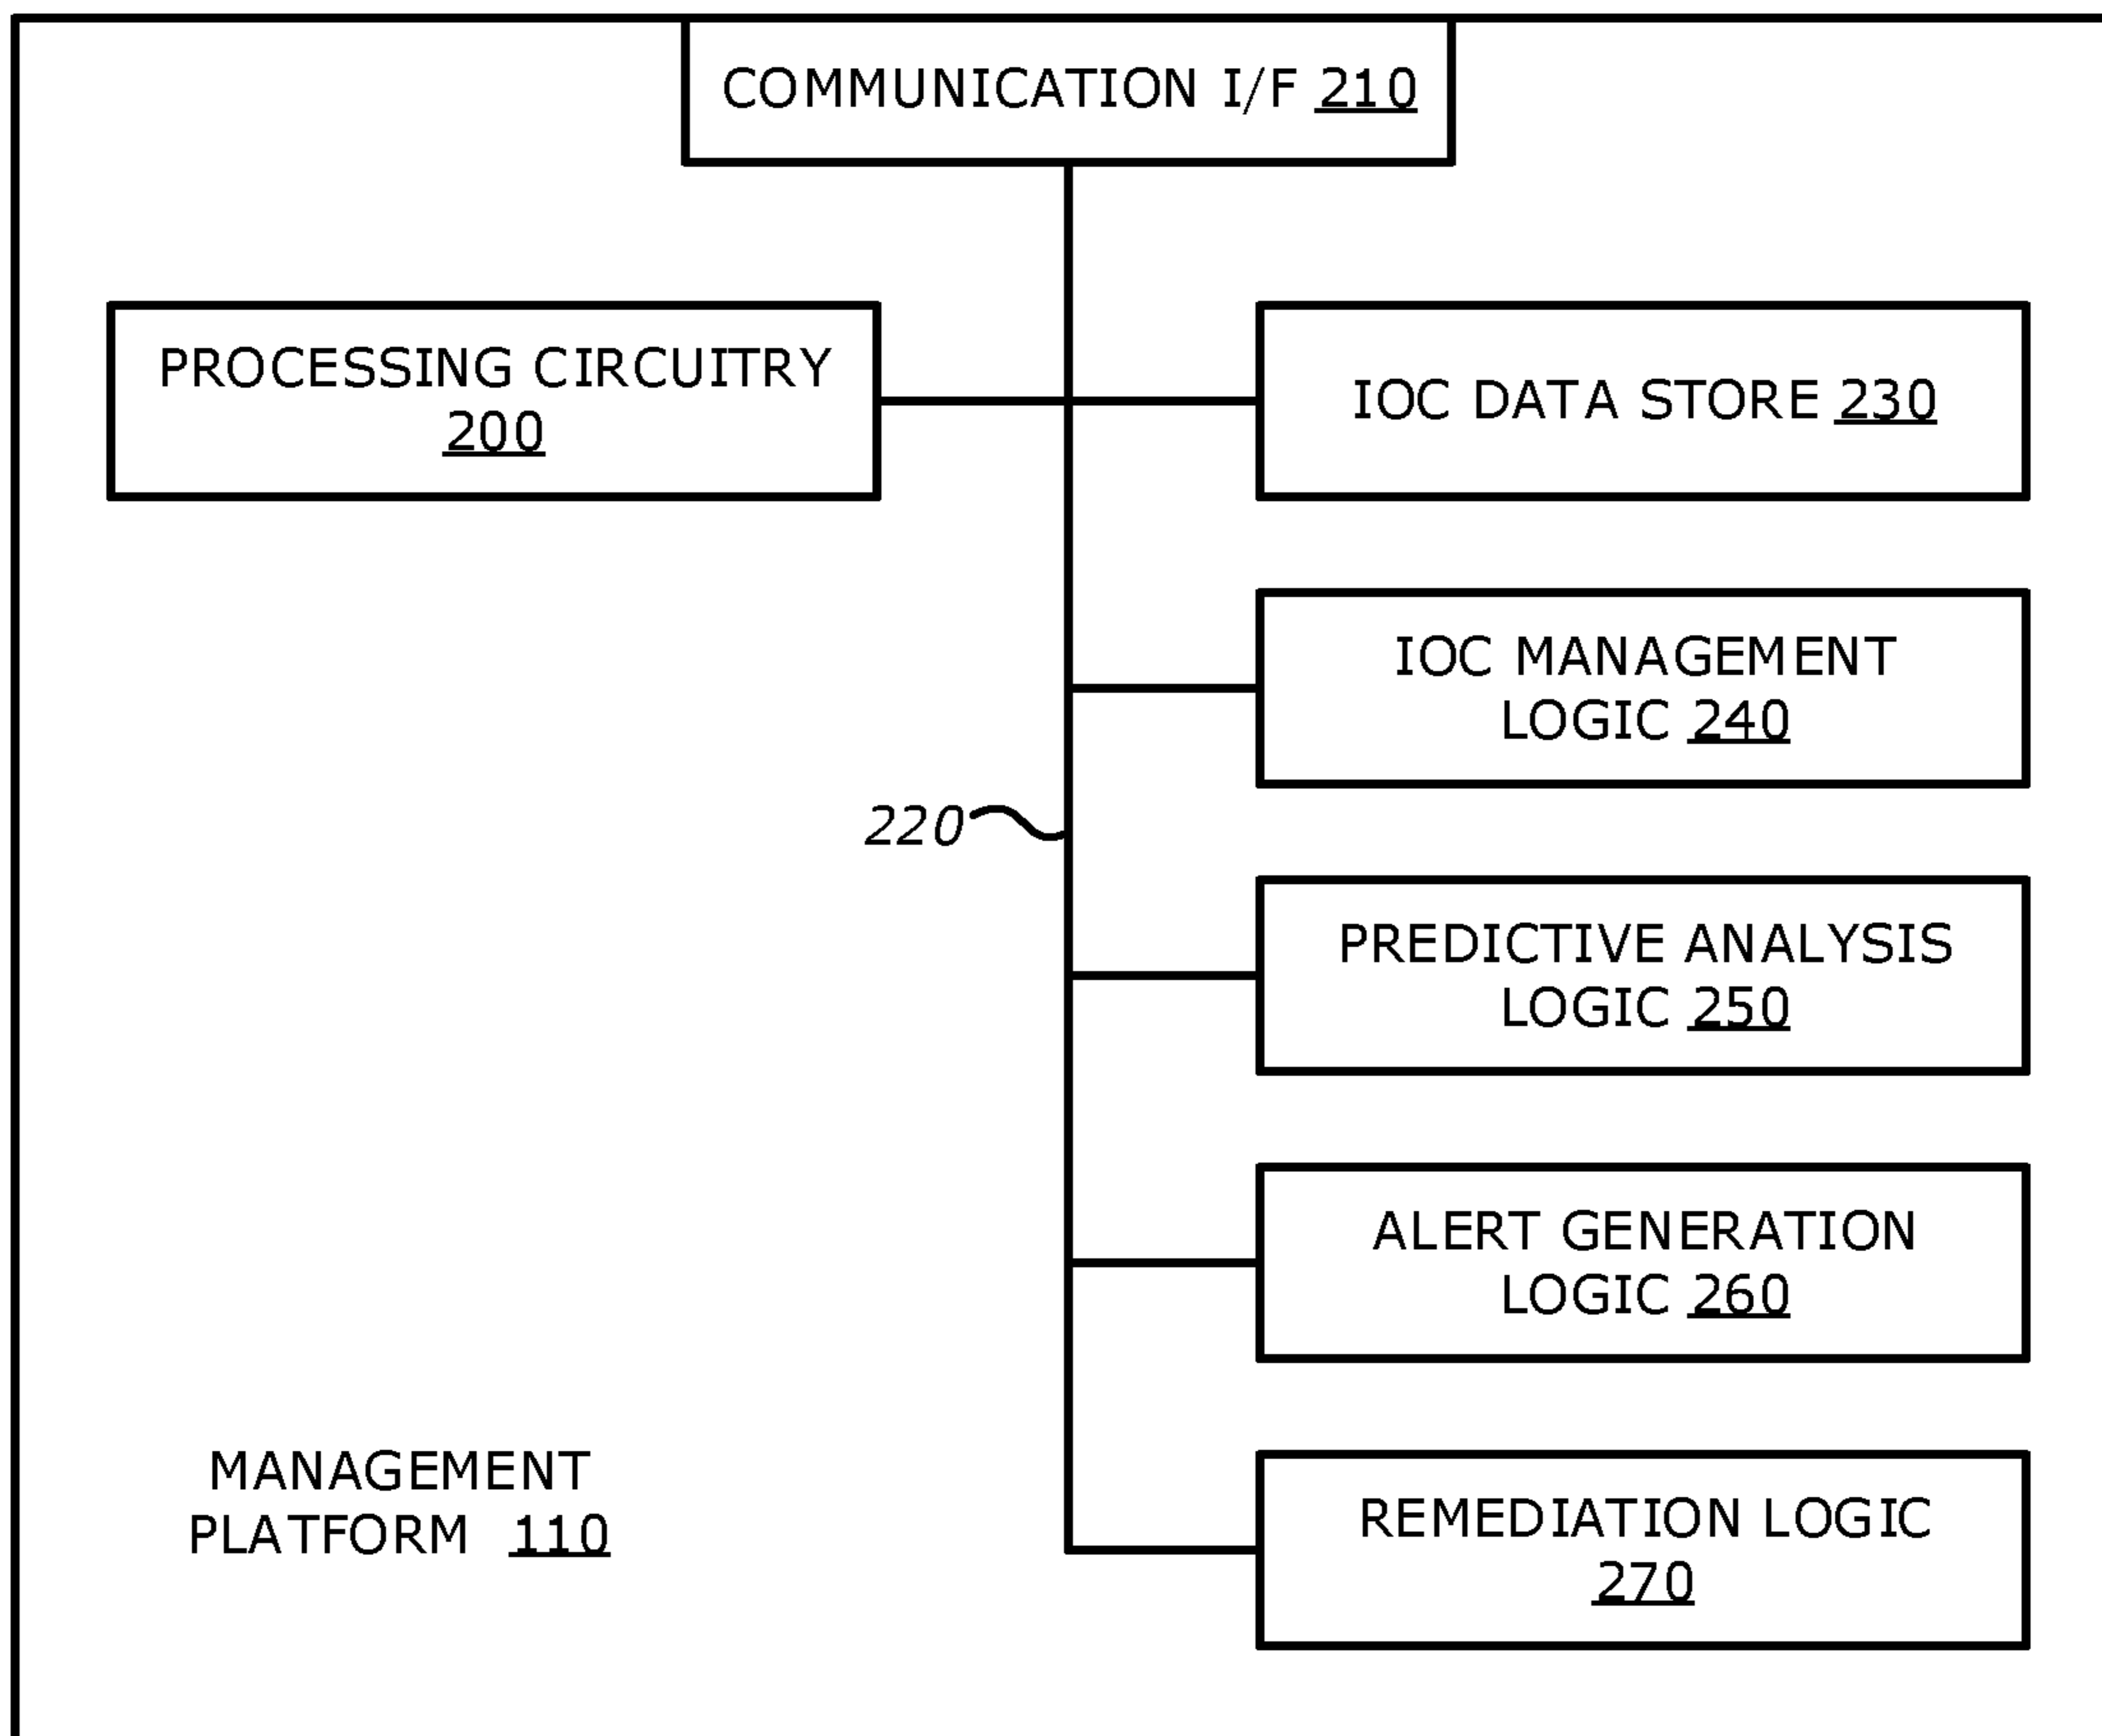 COMMUNICATION I/F 210
PROCESSING CIRCUITRY
200
IOC DATA STORE 230
IOC MANAGEMENT
LOGIC 240
220
PREDICTIVE ANALYSIS
LOGIC 250
ALERT GENERATION
LOGIC 260
MANAGEMENT
PLATFORM 110
REMEDIATION LOGIC
270